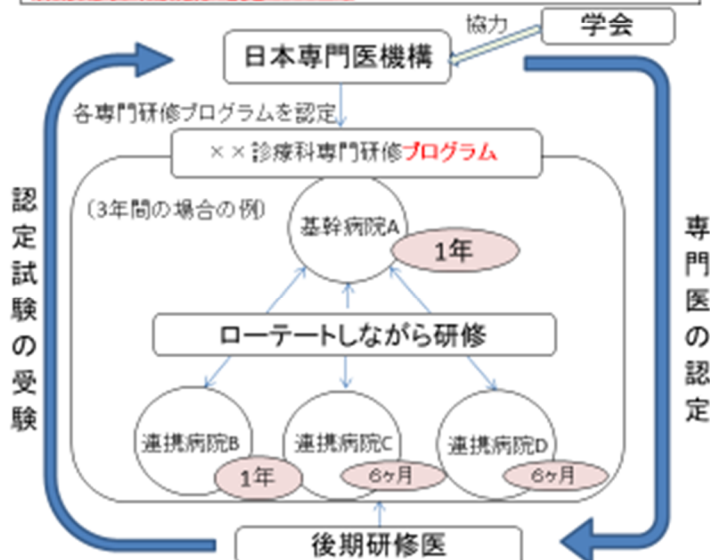 学会
協力
日本専門医機構
各専門研修プログラムを認定
××診療科専門研修プログラム
(3年間の場合の例)
基幹病院A
1年
ローテートしながら研修
連携病院B
1年
連携病院C
6ヶ月
連携病院D
6ヶ月
後期研修医
認定試験の受験
専門医の認定